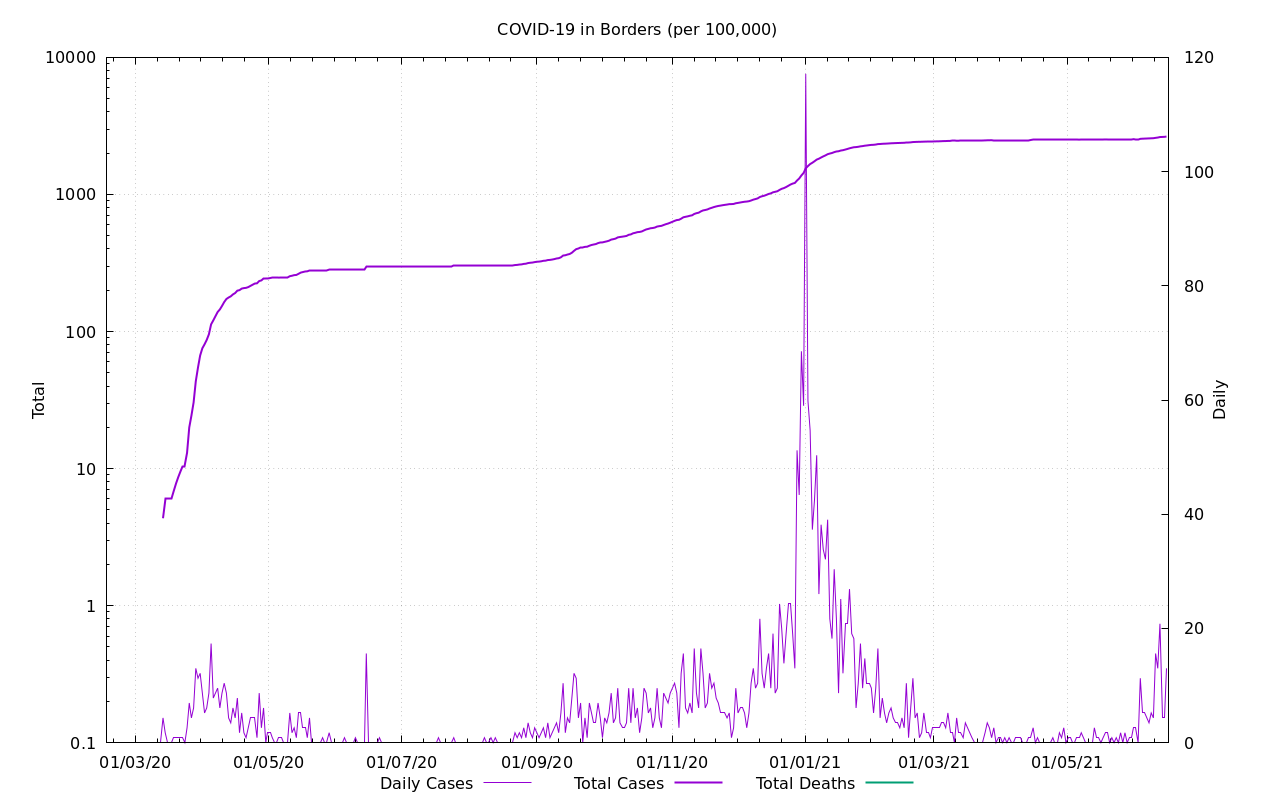 COVID-19 in Borders (per 100,000)
10000
1000
100
10
1
0.1
Total
120
100
80
60
40
20
0
Daily
01/03/20 01/05/20 01/07/20 01/09/20 01/11/20 01/01/21 01/03/21 01/05/21
Daily Cases Total Cases Total Deaths